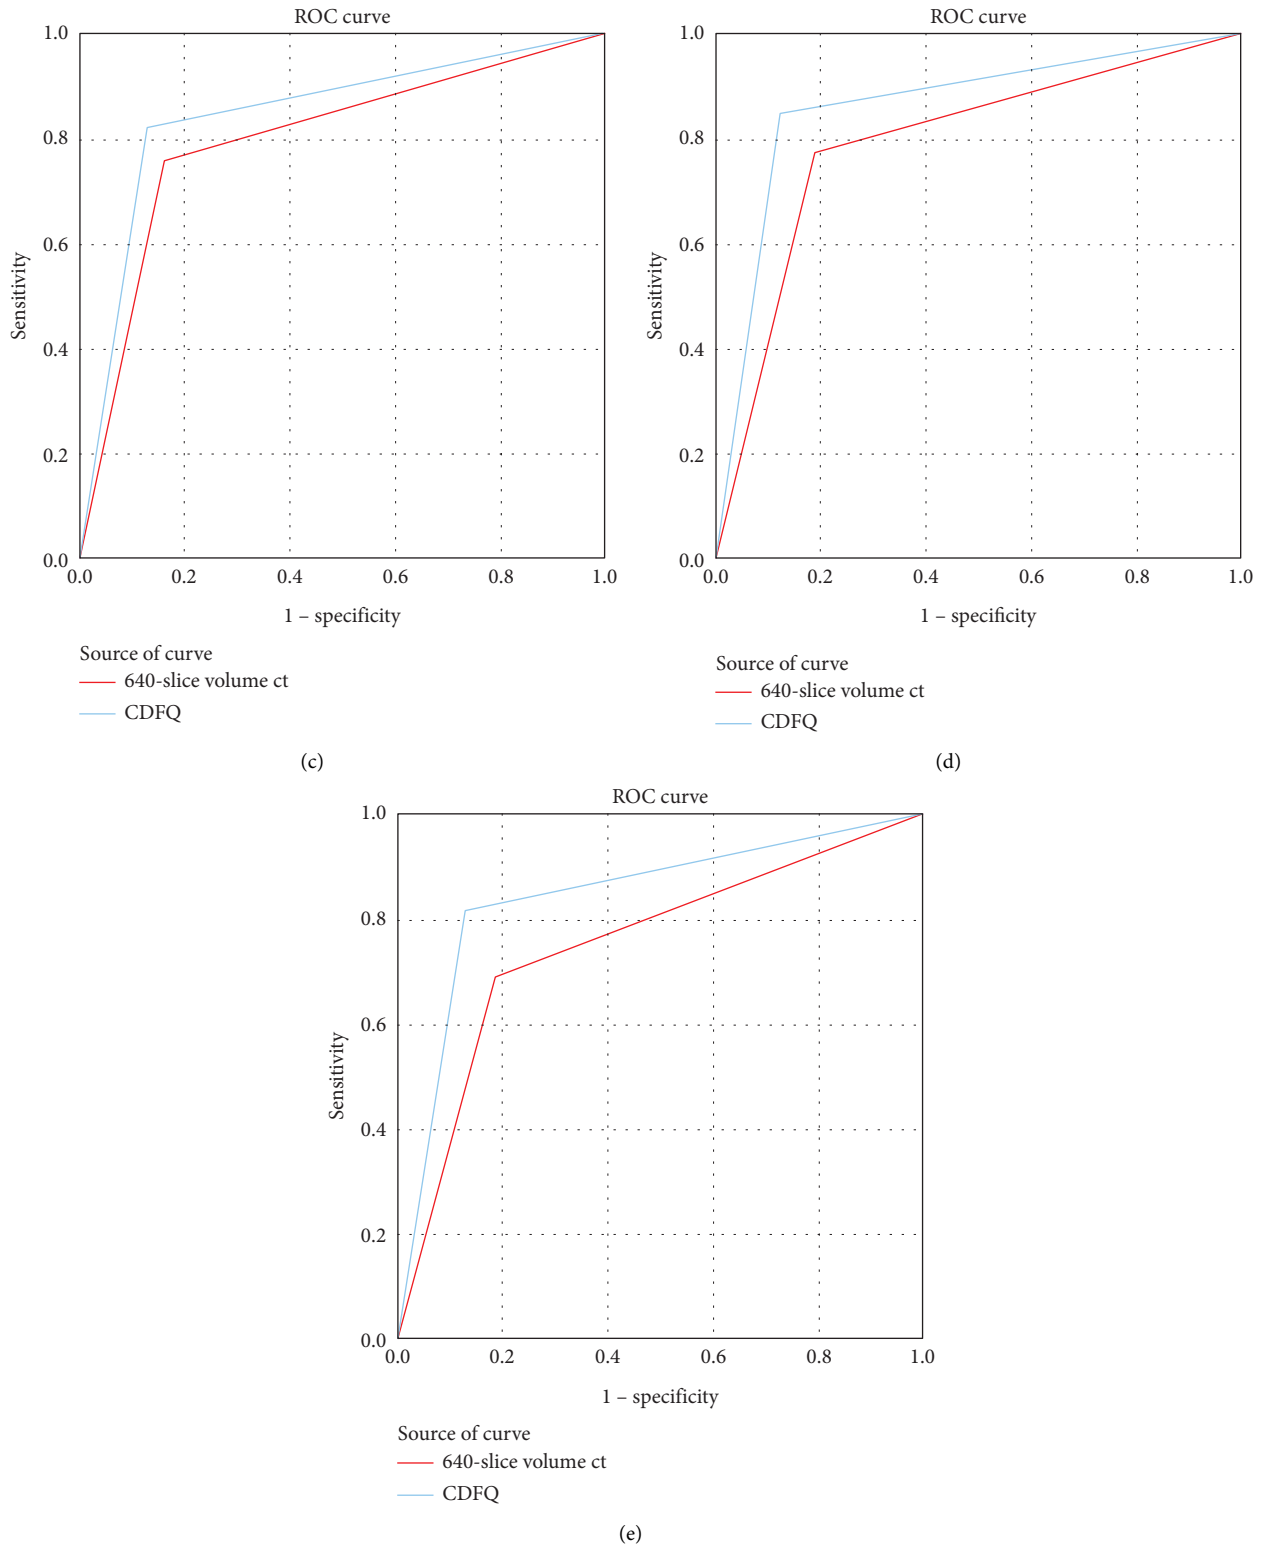 ROC curve
1.0
0.8
0.6
0.4
0.2
0.0
Sensitivity
0.0 0.2 0.4 0.6 0.8 1.0
1 – specificity
Source of curve
640-slice volume ct
CDFQ
(c)
ROC curve
1.0
0.8
0.6
0.4
0.2
0.0
Sensitivity
0.0 0.2 0.4 0.6 0.8 1.0
1 – specificity
Source of curve
640-slice volume ct
CDFQ
(d)
ROC curve
1.0
0.8
0.6
0.4
0.2
0.0
Sensitivity
0.0 0.2 0.4 0.6 0.8 1.0
1 – specificity
Source of curve
640-slice volume ct
CDFQ
(e)